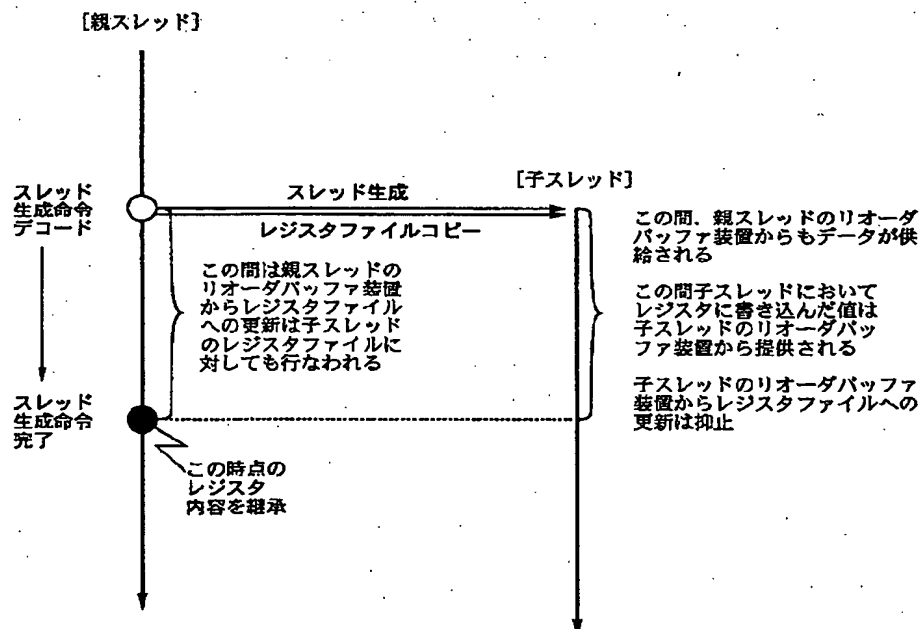 [親スレッド]
スレッド
生成命令
デコード
スレッド生成
レジスタファイルコピー
[子スレッド]
この間は親スレッドの
リオーダバッファ装置
からレジスタファイル
への更新は子スレッド
のレジスタファイルに
対しても行なわれる
この間．親スレッドのリオーダ
バッファ装置からもデータが供
給される
この間子スレッドにおいて
レジスタに書き込んだ値は
子スレッドのリオーダバッ
ファ装置から提供される
子スレッドのリオーダバッファ
装置からレジスタファイルへの
更新は抑止
スレッド
生成命令
完了
この時点の
レジスタ
内容を継承